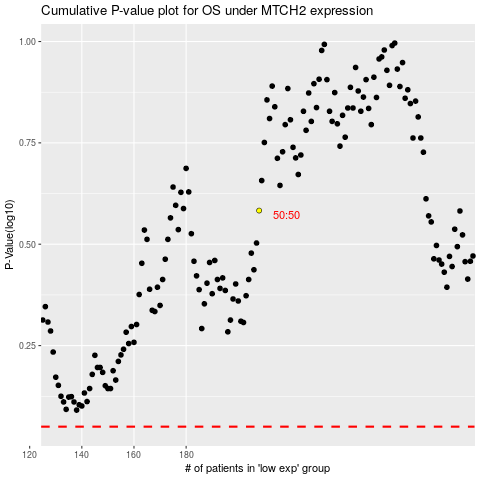 Cumulative P-value plot for OS under MTCH2 expression
P-Value(log10)
1.00
0.75
0.50
0.25
50:50
120 140 160 180
# of patients in 'low exp' group